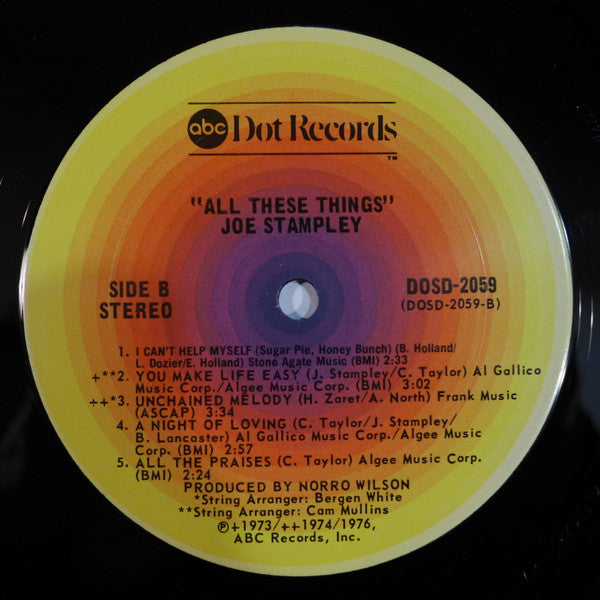 abc Dot Records
™
"ALL THESE THINGS"
JOE STAMPLEY
SIDE B
STEREO
DOSD-2059
(DOSD-2059-B)
1. I CAN'T HELP MYSELF (Sugar Pie, Honey Bunch) (B. Holland/
L. Dozier/E. Holland) Stone Agate Music (BMI) 2:33
+**2. YOU MAKE LIFE EASY (J. Stampley/C. Taylor) Al Gallico
Music Corp./Algee Music Corp. (BMI) 3:02
++*3. UNCHAINED MELODY (H. Zaret/A. North) Frank Music
(ASCAP) 3:34
4. A NIGHT OF LOVING (C. Taylor/J. Stampley/
B. Lancaster) Al Gallico Music Corp./Algee Music
Corp. (BMI) 2:57
5. ALL THE PRAISES (C. Taylor) Algee Music Corp.
(BMI) 2:24
PRODUCED BY NORRO WILSON
*String Arranger: Bergen White
**String Arranger: Cam Mullins
℗+1973/++1974/1976,
ABC Records, Inc.